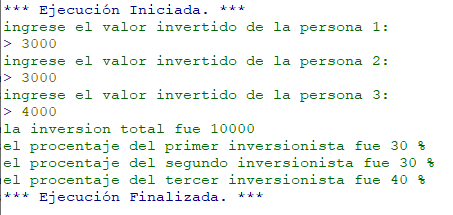 *** Ejecución Iniciada. ***
ingrese el valor invertido de la persona 1:
> 3000
ingrese el valor invertido de la persona 2:
> 3000
ingrese el valor invertido de la persona 3:
> 4000
la inversion total fue 10000
el procentaje del primer inversionista fue 30 %
el procentaje del segundo inversionista fue 30 %
el procentaje del tercer inversionista fue 40 %
*** Ejecución Finalizada. ***